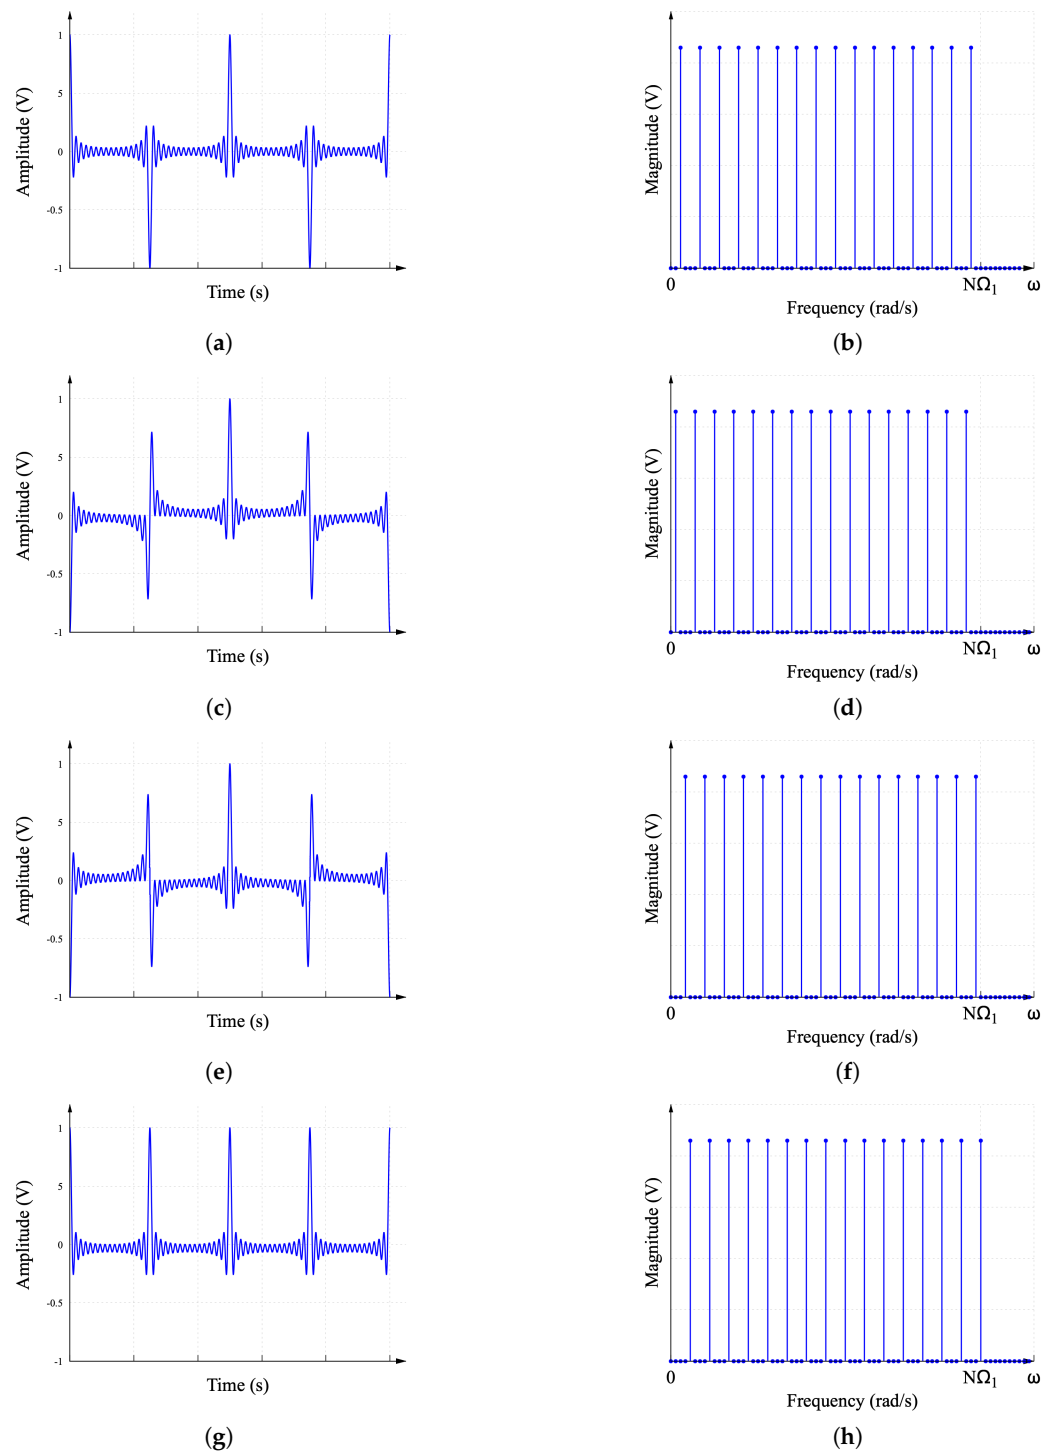 1
5
0
-0.5
-1
Amplitude (V)
Time (s)
(a)
Magnitude (V)
0
NΩ1
ω
Frequency (rad/s)
(b)
1
5
0
-0.5
-1
Amplitude (V)
Time (s)
(c)
Magnitude (V)
0
NΩ1
ω
Frequency (rad/s)
(d)
1
5
0
-0.5
-1
Amplitude (V)
Time (s)
(e)
Magnitude (V)
0
NΩ1
ω
Frequency (rad/s)
(f)
1
5
0
-0.5
-1
Amplitude (V)
Time (s)
(g)
Magnitude (V)
0
NΩ1
ω
Frequency (rad/s)
(h)